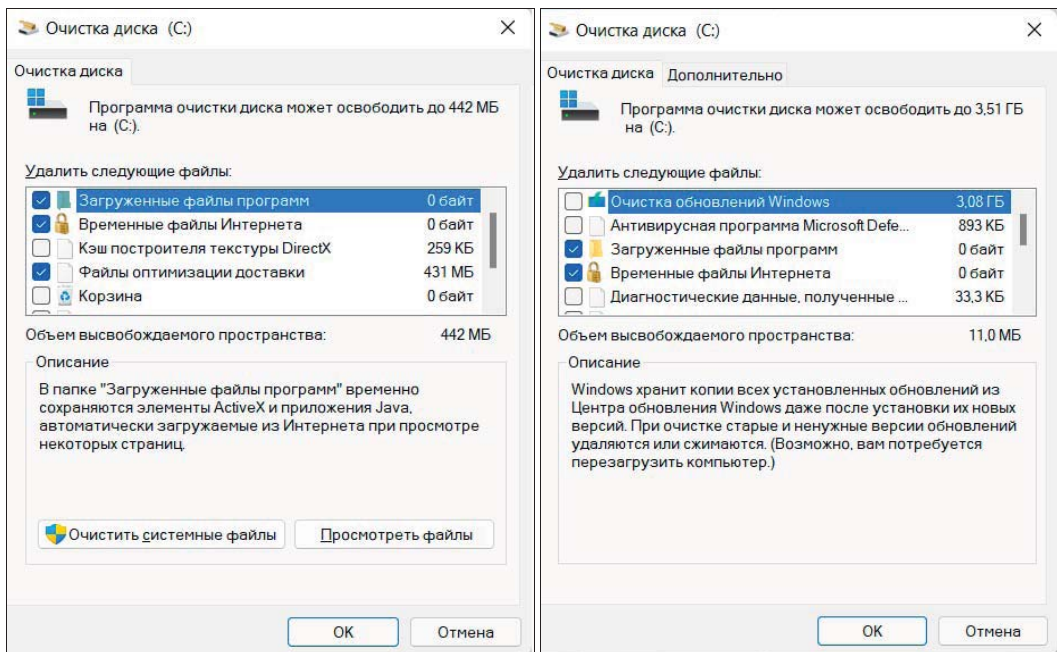 Очистка диска (C:)
Очистка диска
Программа очистки диска может освободить до 442 МБ
на (C:).
Удалить следующие файлы:
Загруженные файлы программ 0 байт
Временные файлы Интернета 0 байт
Кэш построителя текстуры DirectX 259 КБ
Файлы оптимизации доставки 431 МБ
Корзина 0 байт
Объем высвобождаемого пространства: 442 МБ
Описание
В папке "Загруженные файлы программ" временно
сохраняются элементы ActiveX и приложения Java,
автоматически загружаемые из Интернета при просмотре
некоторых страниц.
Очистить системные файлы
Просмотреть файлы
OK
Отмена
Очистка диска (C:)
Очистка диска Дополнительно
Программа очистки диска может освободить до 3,51 ГБ
на (C:).
Удалить следующие файлы:
Очистка обновлений Windows 3,08 ГБ
Антивирусная программа Microsoft Defe... 893 КБ
Загруженные файлы программ 0 байт
Временные файлы Интернета 0 байт
Диагностические данные, полученные ... 33,3 КБ
Объем высвобождаемого пространства: 11,0 МБ
Описание
Windows хранит копии всех установленных обновлений из
Центра обновления Windows даже после установки их новых
версий. При очистке старые и ненужные версии обновлений
удаляются или сжимаются. (Возможно, вам потребуется
перезагрузить компьютер.)
OK
Отмена